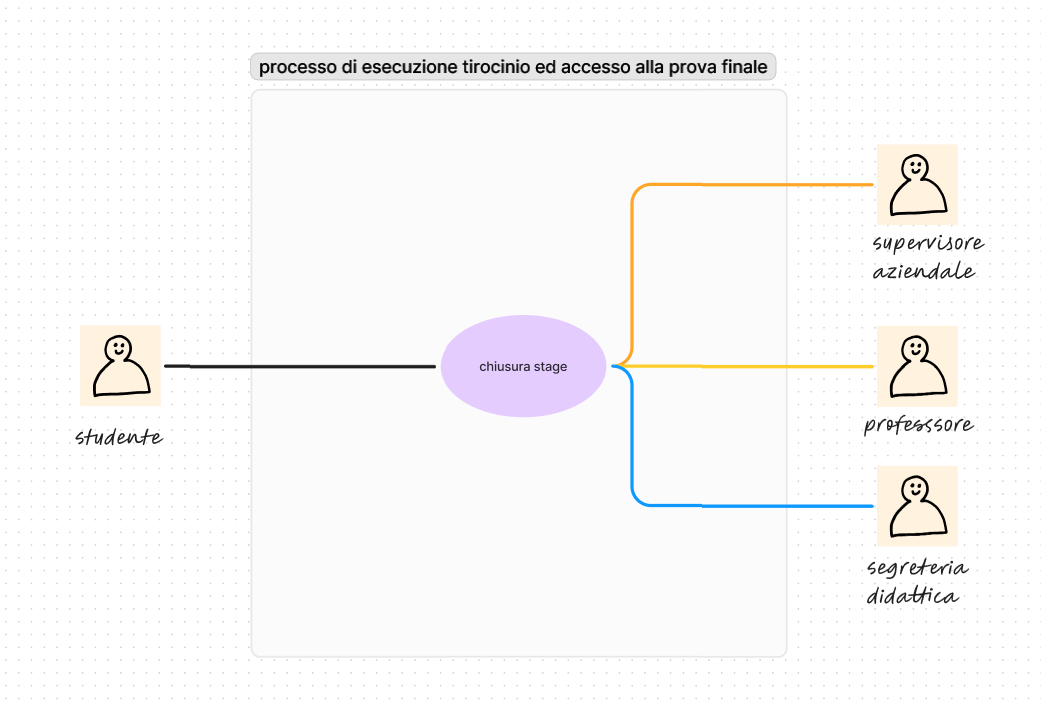 processo di esecuzione tirocinio ed accesso alla prova finale
supervisore
aziendale
chiusura stage
studente
professsore
segreteria
didattica